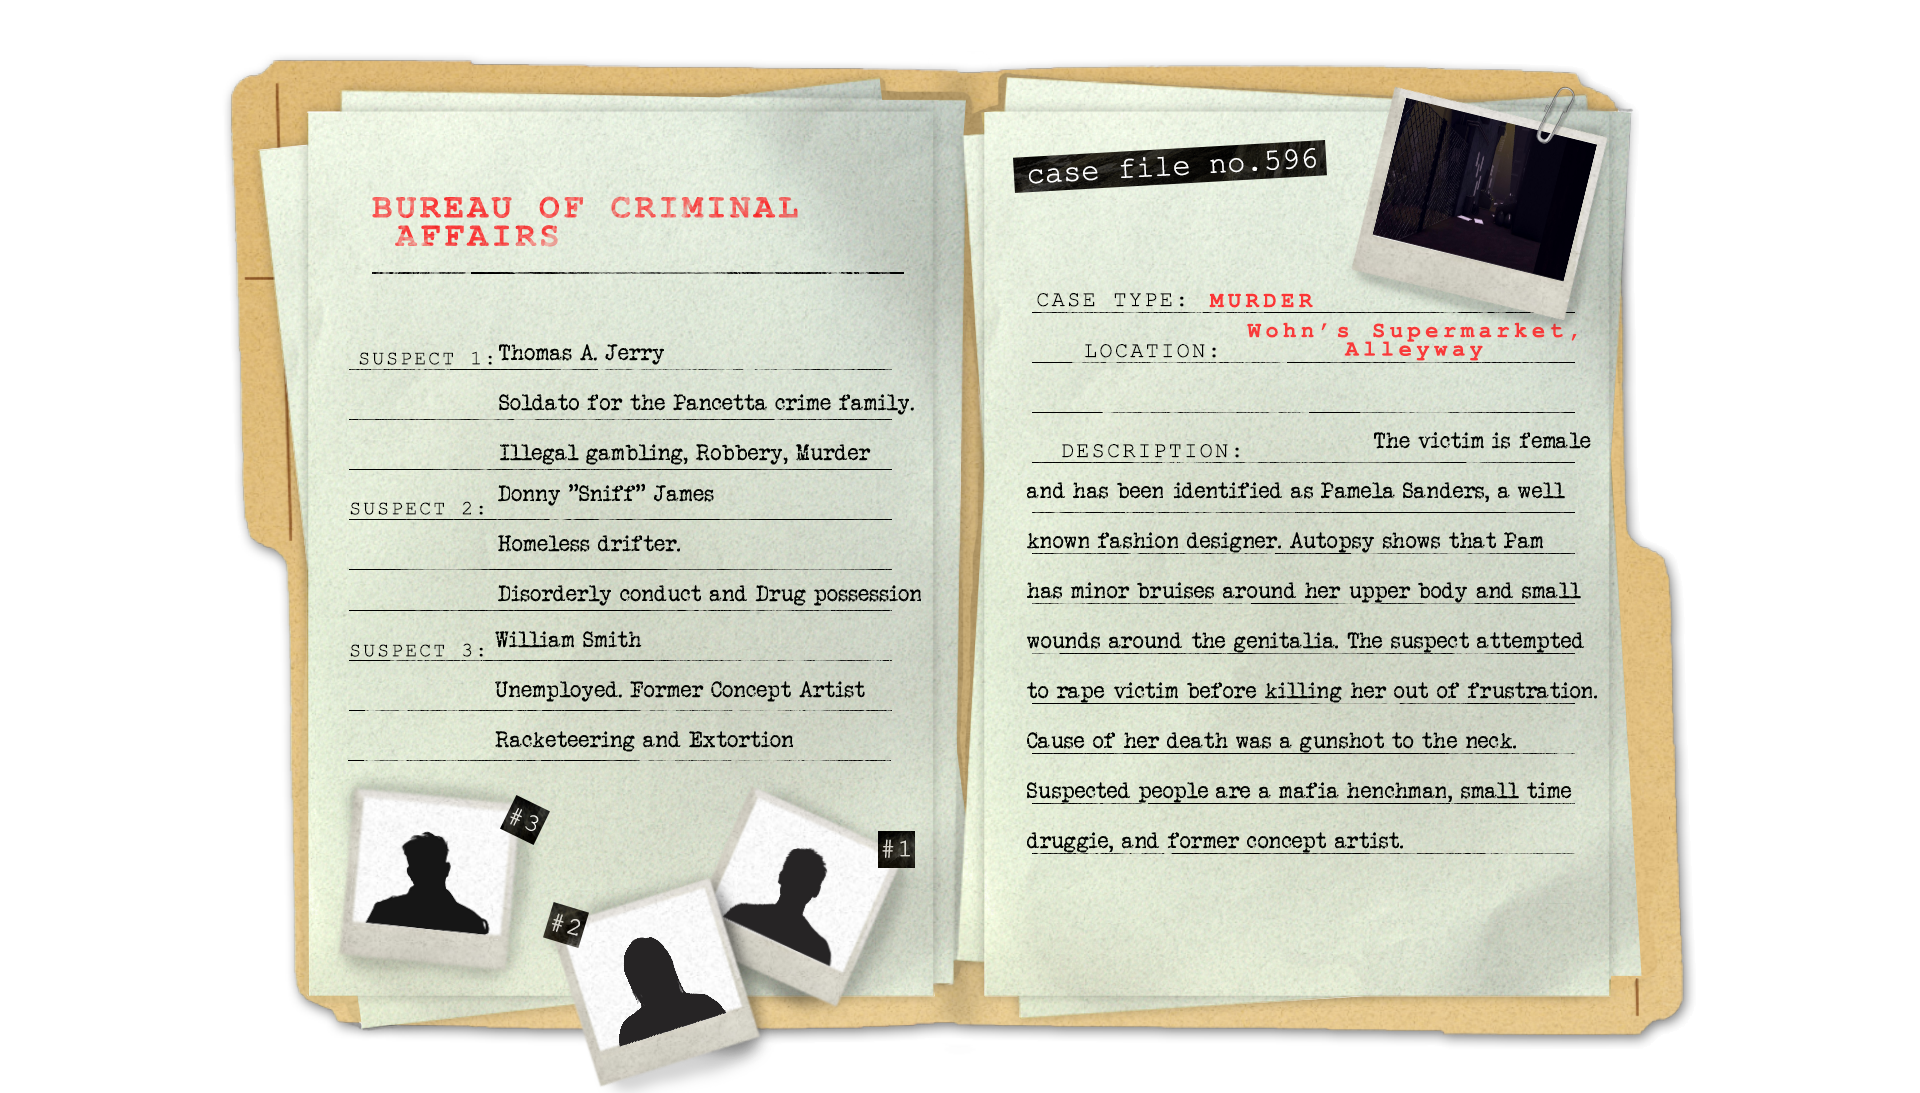 BUREAU OF CRIMINAL
AFFAIRS
SUSPECT 1: Thomas A. Jerry
Soldato for the Pancetta crime family.
Illegal gambling, Robbery, Murder
SUSPECT 2: Donny "Sniff" James
Homeless drifter.
Disorderly conduct and Drug possession
SUSPECT 3: William Smith
Unemployed. Former Concept Artist
Racketeering and Extortion
#3
#1
#2
case file no.596
CASE TYPE: MURDER
LOCATION: Wohn's Supermarket,
Alleyway
DESCRIPTION: The victim is female
and has been identified as Pamela Sanders, a well
known fashion designer. Autopsy shows that Pam
has minor bruises around her upper body and small
wounds around the genitalia. The suspect attempted
to rape victim before killing her out of frustration.
Cause of her death was a gunshot to the neck.
Suspected people are a mafia henchman, small time
druggie, and former concept artist.